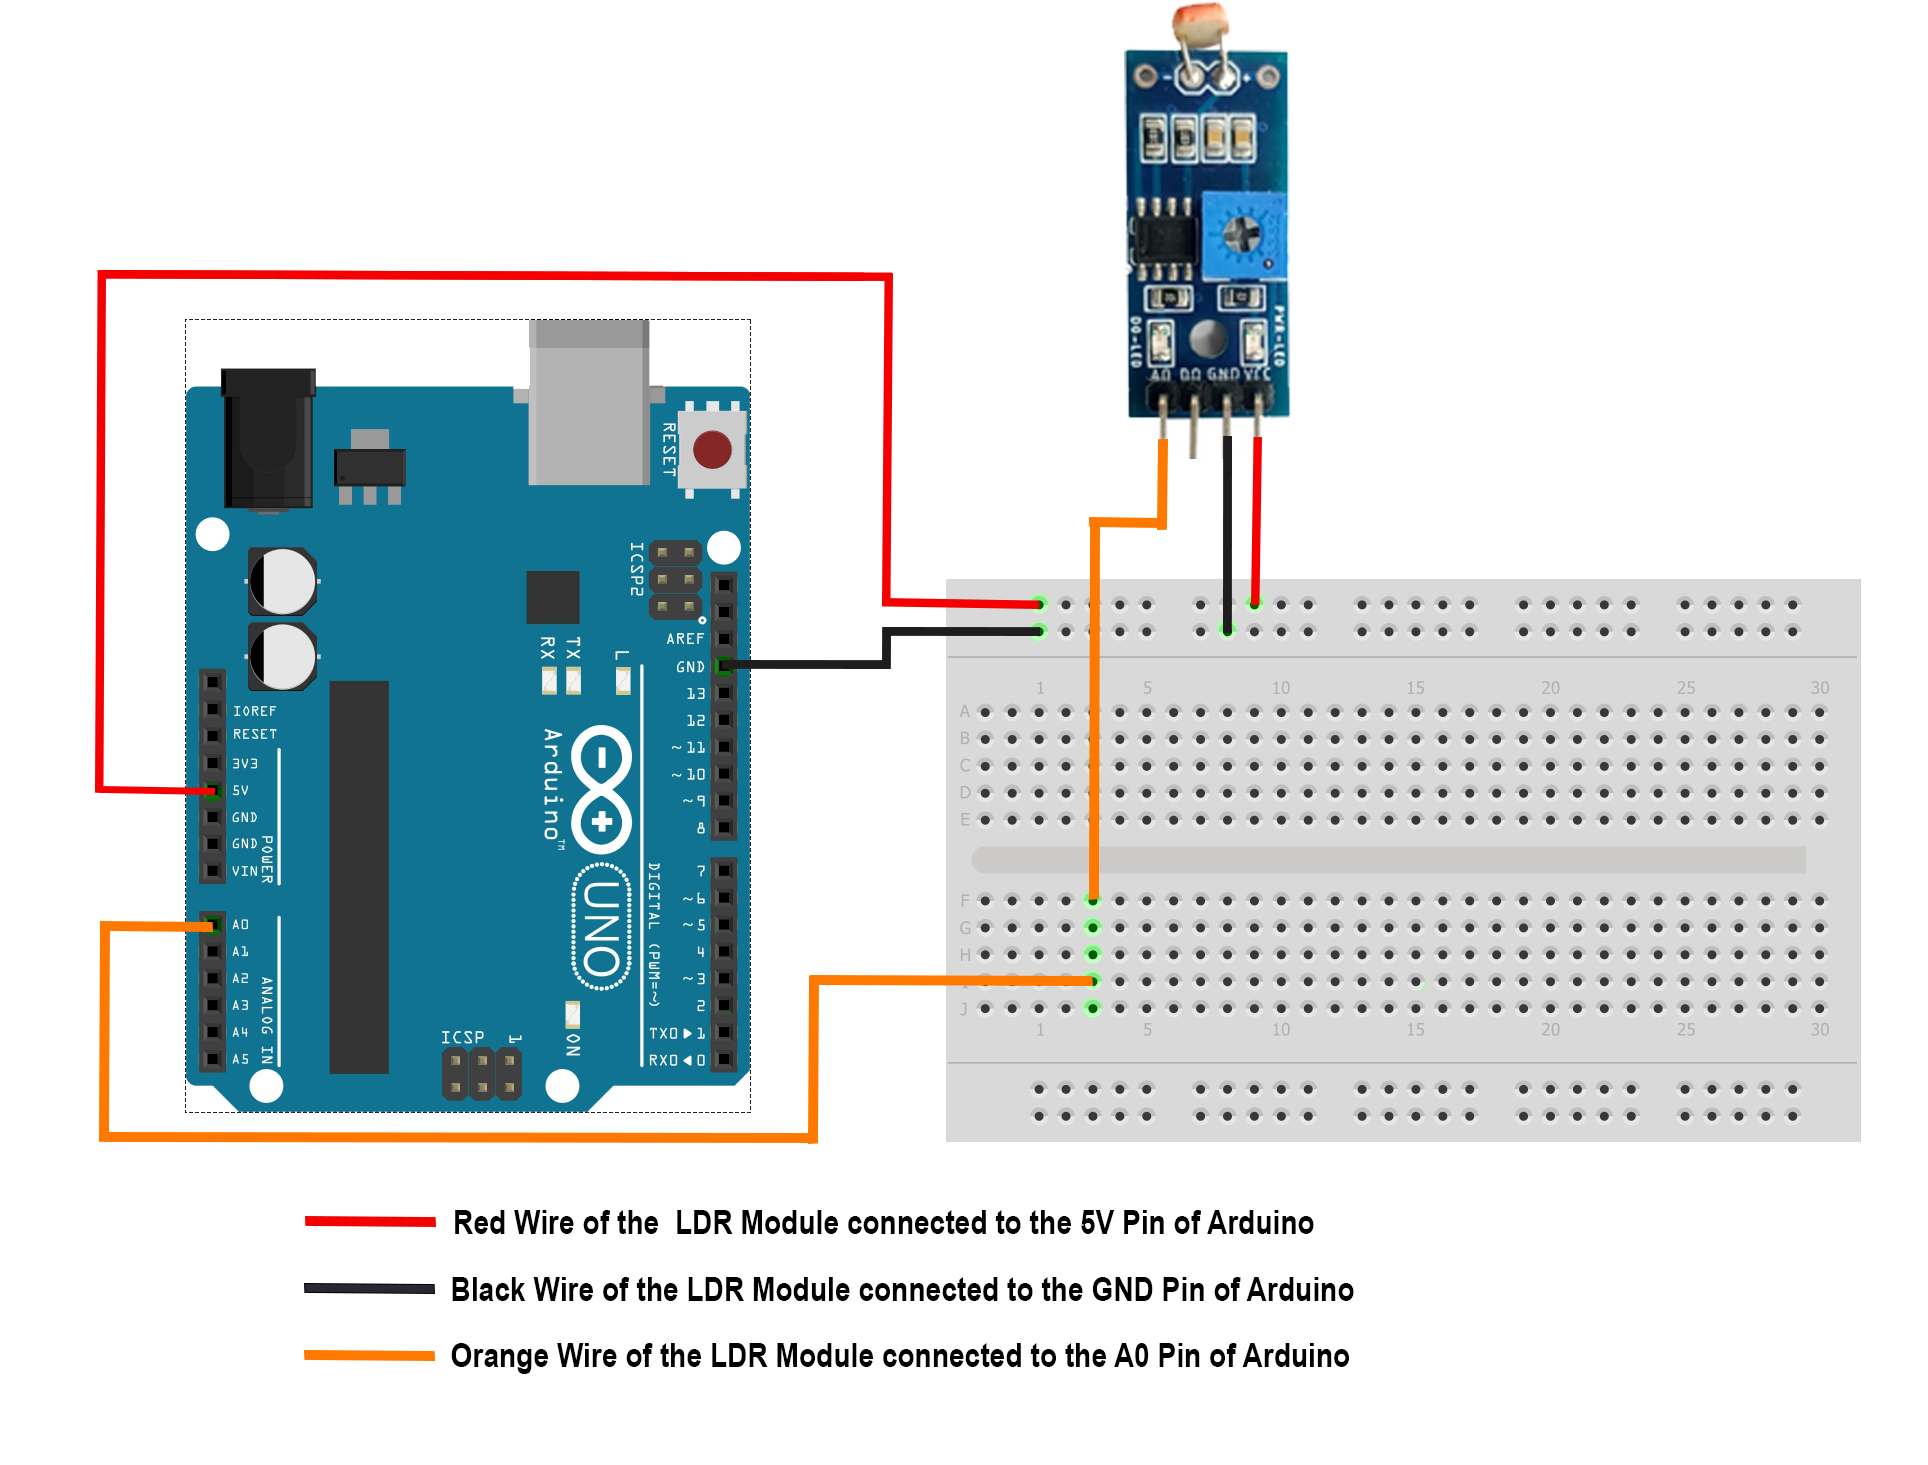 - +
DO-LED
PWR-LED
AO DO GND VCC
RESET
ICSP2
AREF
GND
13
12
~11
~10
~9
8
7
~6
~5
4
~3
2
TX0▶1
RX0◀0
RX
TX
L
IOREF
RESET
3V3
5V
GND
GND
VIN
POWER
A0
A1
A2
A3
A4
A5
ANALOG IN
Arduino™
UNO
DIGITAL (PWM=~)
ICSP
1
ON
1 5 10 15 20 25 30
A
B
C
D
E
F
G
H
I
J
1 5 10 15 20 25 30
Red Wire of the LDR Module connected to the 5V Pin of Arduino
Black Wire of the LDR Module connected to the GND Pin of Arduino
Orange Wire of the LDR Module connected to the A0 Pin of Arduino